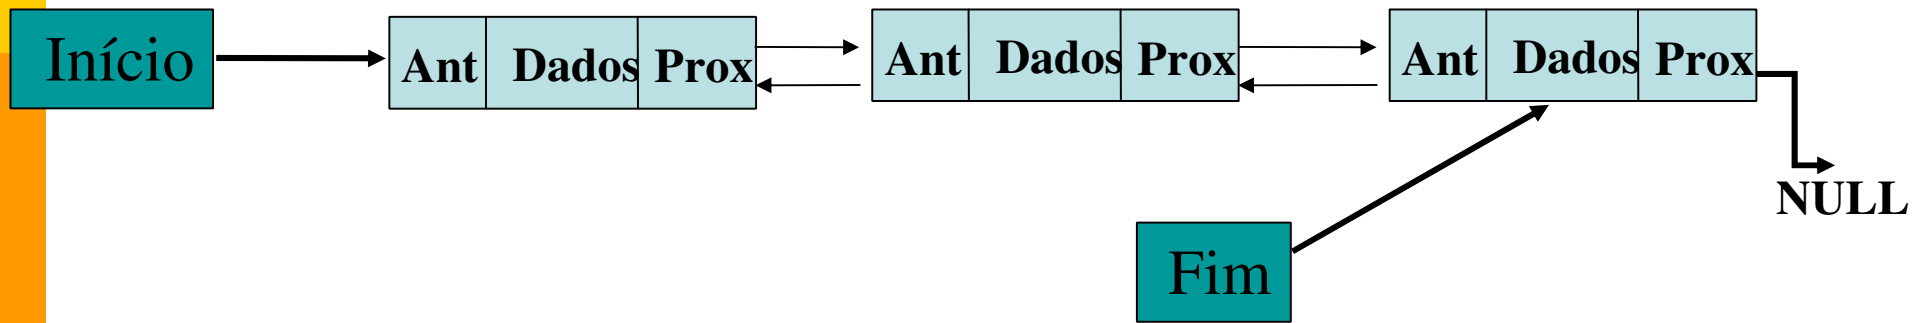 Início Ant Dados Prox Ant Dados Prox Ant Dados Prox
NULL
Fim